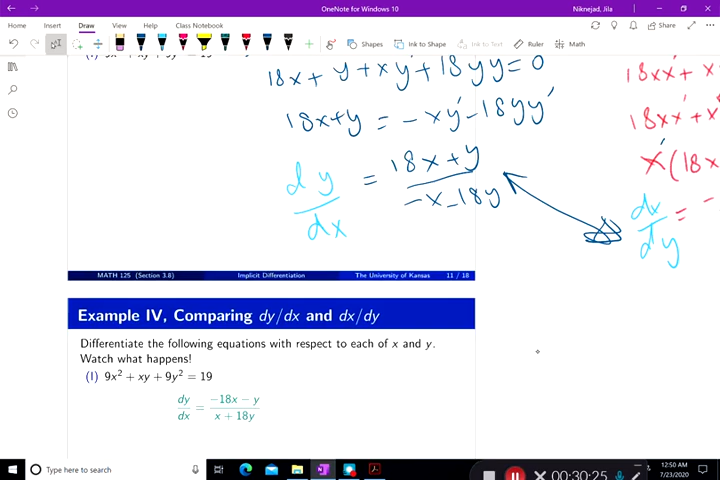 OneNote for Windows 10
Niknejad, Jila
Home Insert Draw View Help Class Notebook
Share
Shapes Ink to Shape Ink to Text Ruler Math
18x + y + xy' + 18yy' = 0
18x+y = -xy' - 18yy'
dy/dx = 18x+y / -x-18y
18xx' + x
18xx' + x
x' (18x
dx/dy = -
MATH 125 (Section 3.8) Implicit Differentiation The University of Kansas 11 / 18
Example IV, Comparing dy/dx and dx/dy
Differentiate the following equations with respect to each of x and y.
Watch what happens!
(I) 9x² + xy + 9y² = 19
dy/dx = −18x − y / x + 18y
Type here to search
12:50 AM
7/23/2020
00:30:25